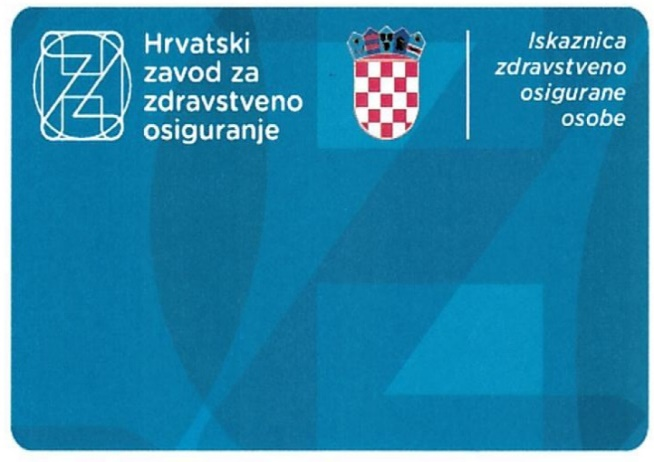 Hrvatski
zavod za
zdravstveno
osiguranje
Iskaznica
zdravstveno
osigurane
osobe